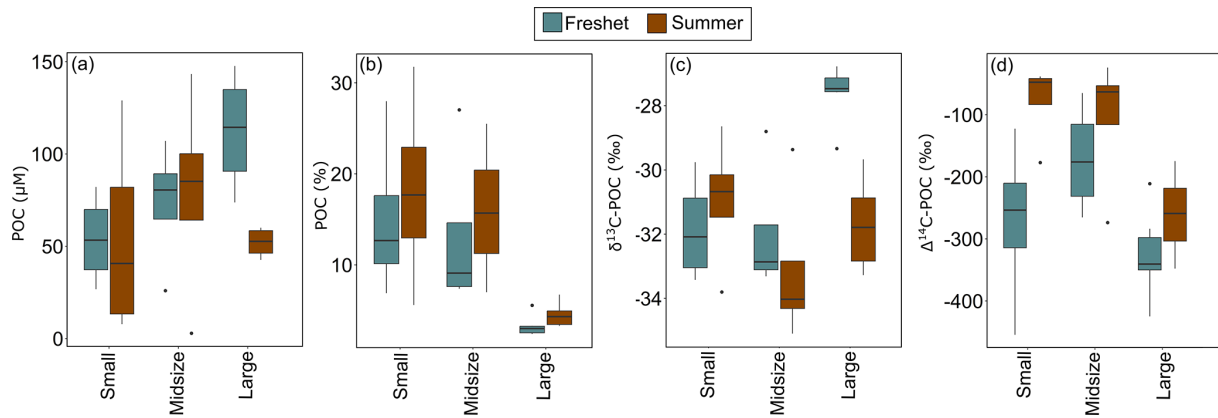 Freshet Summer
(a)
POC (μM)
150
100
50
0
Small
Midsize
Large
(b)
POC (%)
30
20
10
Small
Midsize
Large
(c)
δ¹³C-POC (‰)
-28
-30
-32
-34
Small
Midsize
Large
(d)
Δ¹⁴C-POC (‰)
-100
-200
-300
-400
Small
Midsize
Large